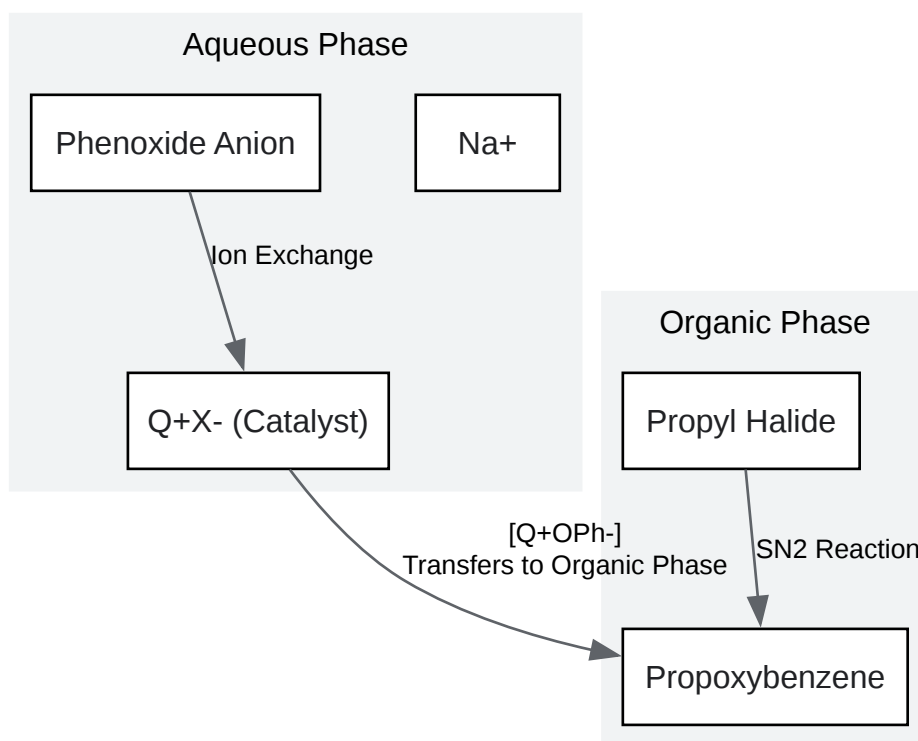 Aqueous Phase
Phenoxide Anion
Na+
Ion Exchange
Organic Phase
Q+X- (Catalyst)
Propyl Halide
[Q+OPh-]
Transfers to Organic Phase
SN2 Reaction
Propoxybenzene